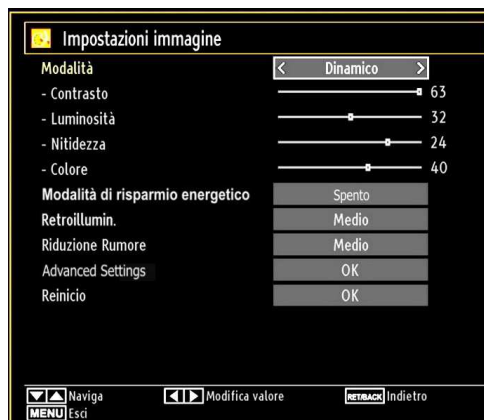 Impostazioni immagine
Modalità < Dinamico >
- Contrasto 63
- Luminosità 32
- Nitidezza 24
- Colore 40
Modalità di risparmio energetico Spento
Retroillumin. Medio
Riduzione Rumore Medio
Advanced Settings OK
Reinicio OK
Naviga Modifica valore RET/BACK Indietro
MENU Esci